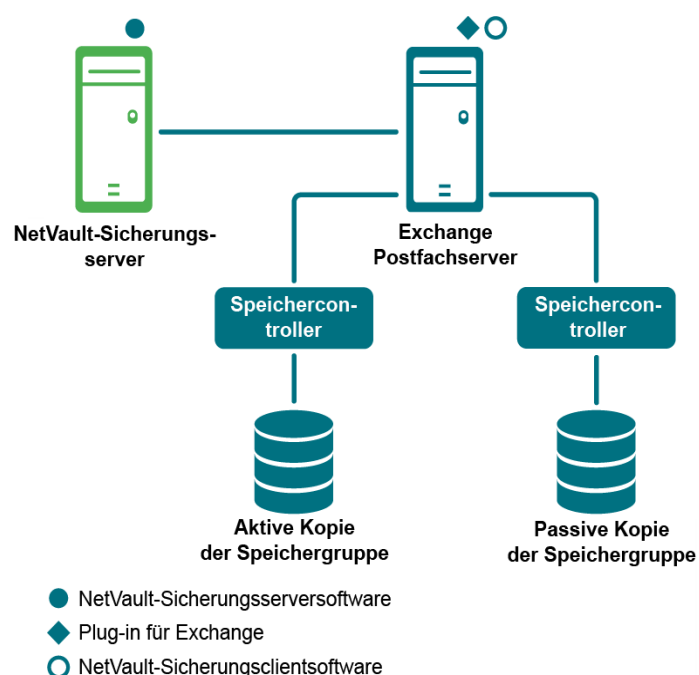 NetVault-Sicherungs-
server
Exchange
Postfachserver
Speichercon-
troller
Speichercon-
troller
Aktive Kopie
der Speichergruppe
Passive Kopie
der Speichergruppe
NetVault-Sicherungsserversoftware
Plug-in für Exchange
NetVault-Sicherungsclientsoftware